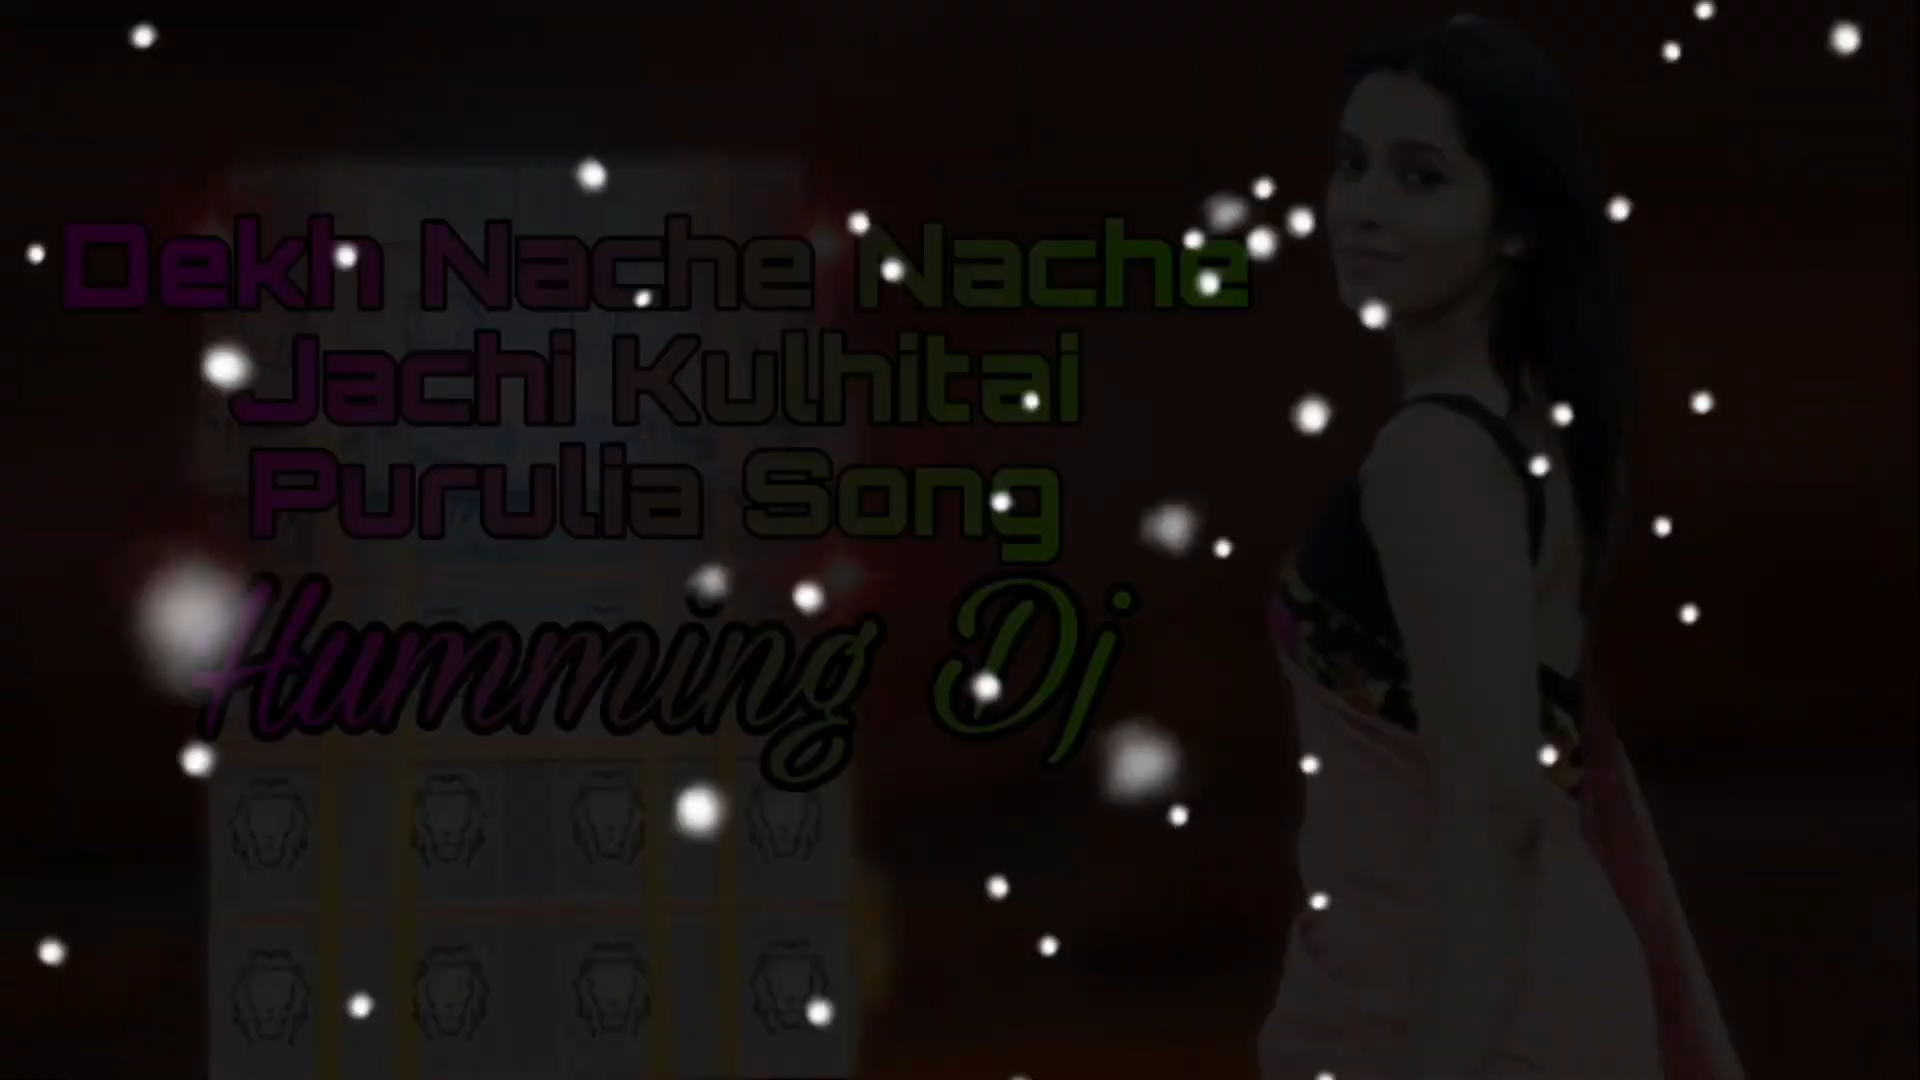 Dekh Nache Nache
Jachi Kulhitai
Purulia Song
Humming Dj